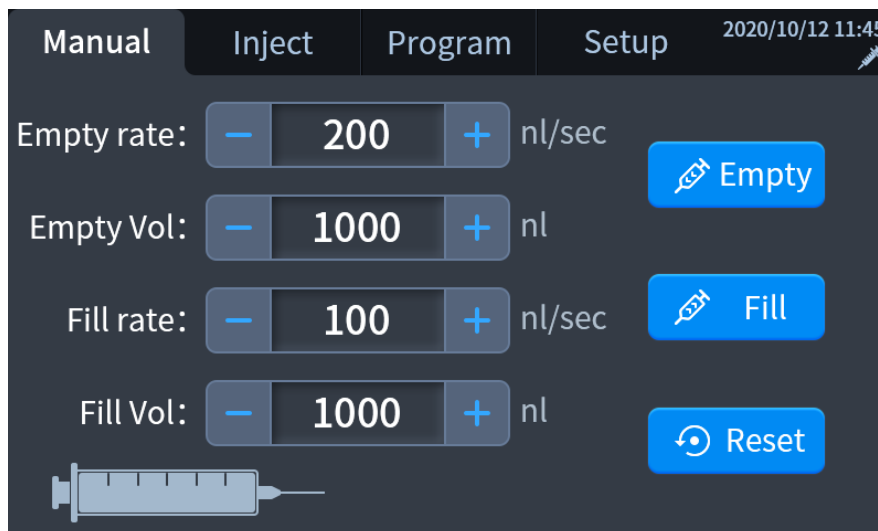 Manual Inject Program Setup 2020/10/12 11:45
Empty rate: − 200 + nl/sec
Empty
Empty Vol: − 1000 + nl
Fill rate: − 100 + nl/sec
Fill
Fill Vol: − 1000 + nl
Reset